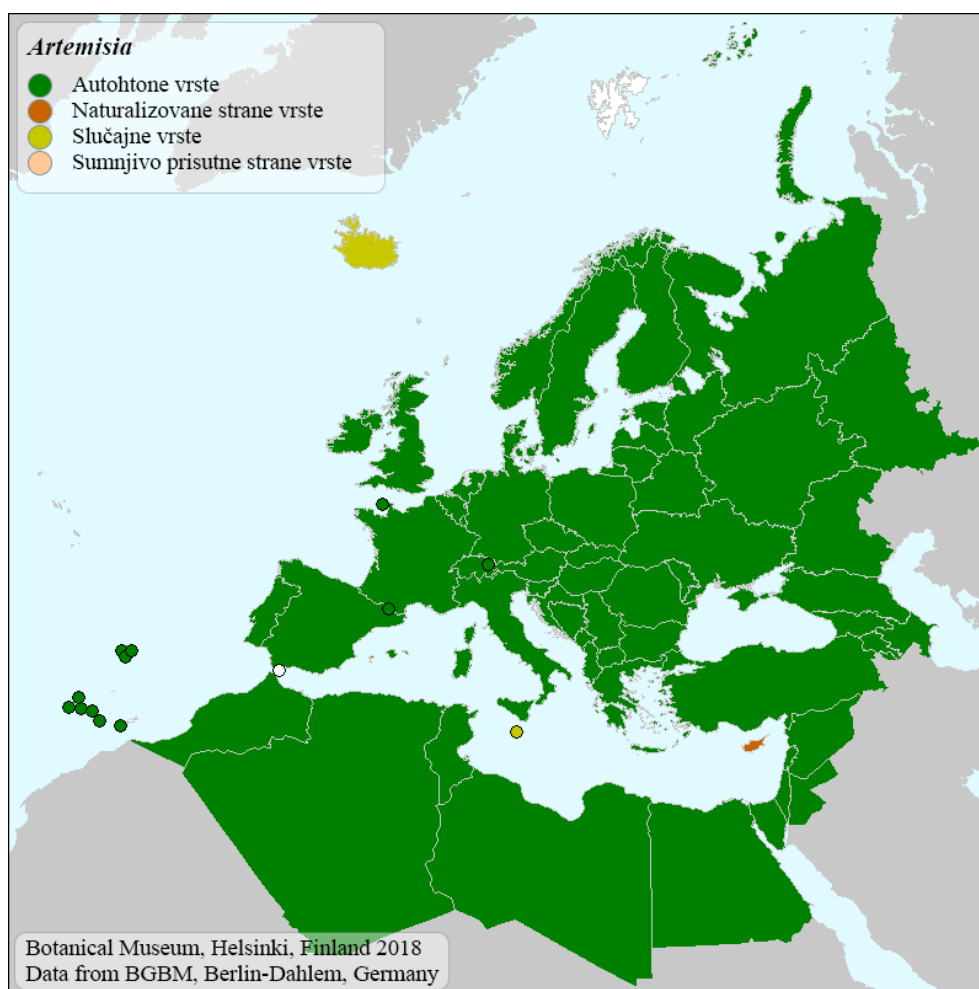 Artemisia
Autohtone vrste
Naturalizovane strane vrste
Slučajne vrste
Sumnjivo prisutne strane vrste
Botanical Museum, Helsinki, Finland 2018
Data from BGBM, Berlin-Dahlem, Germany